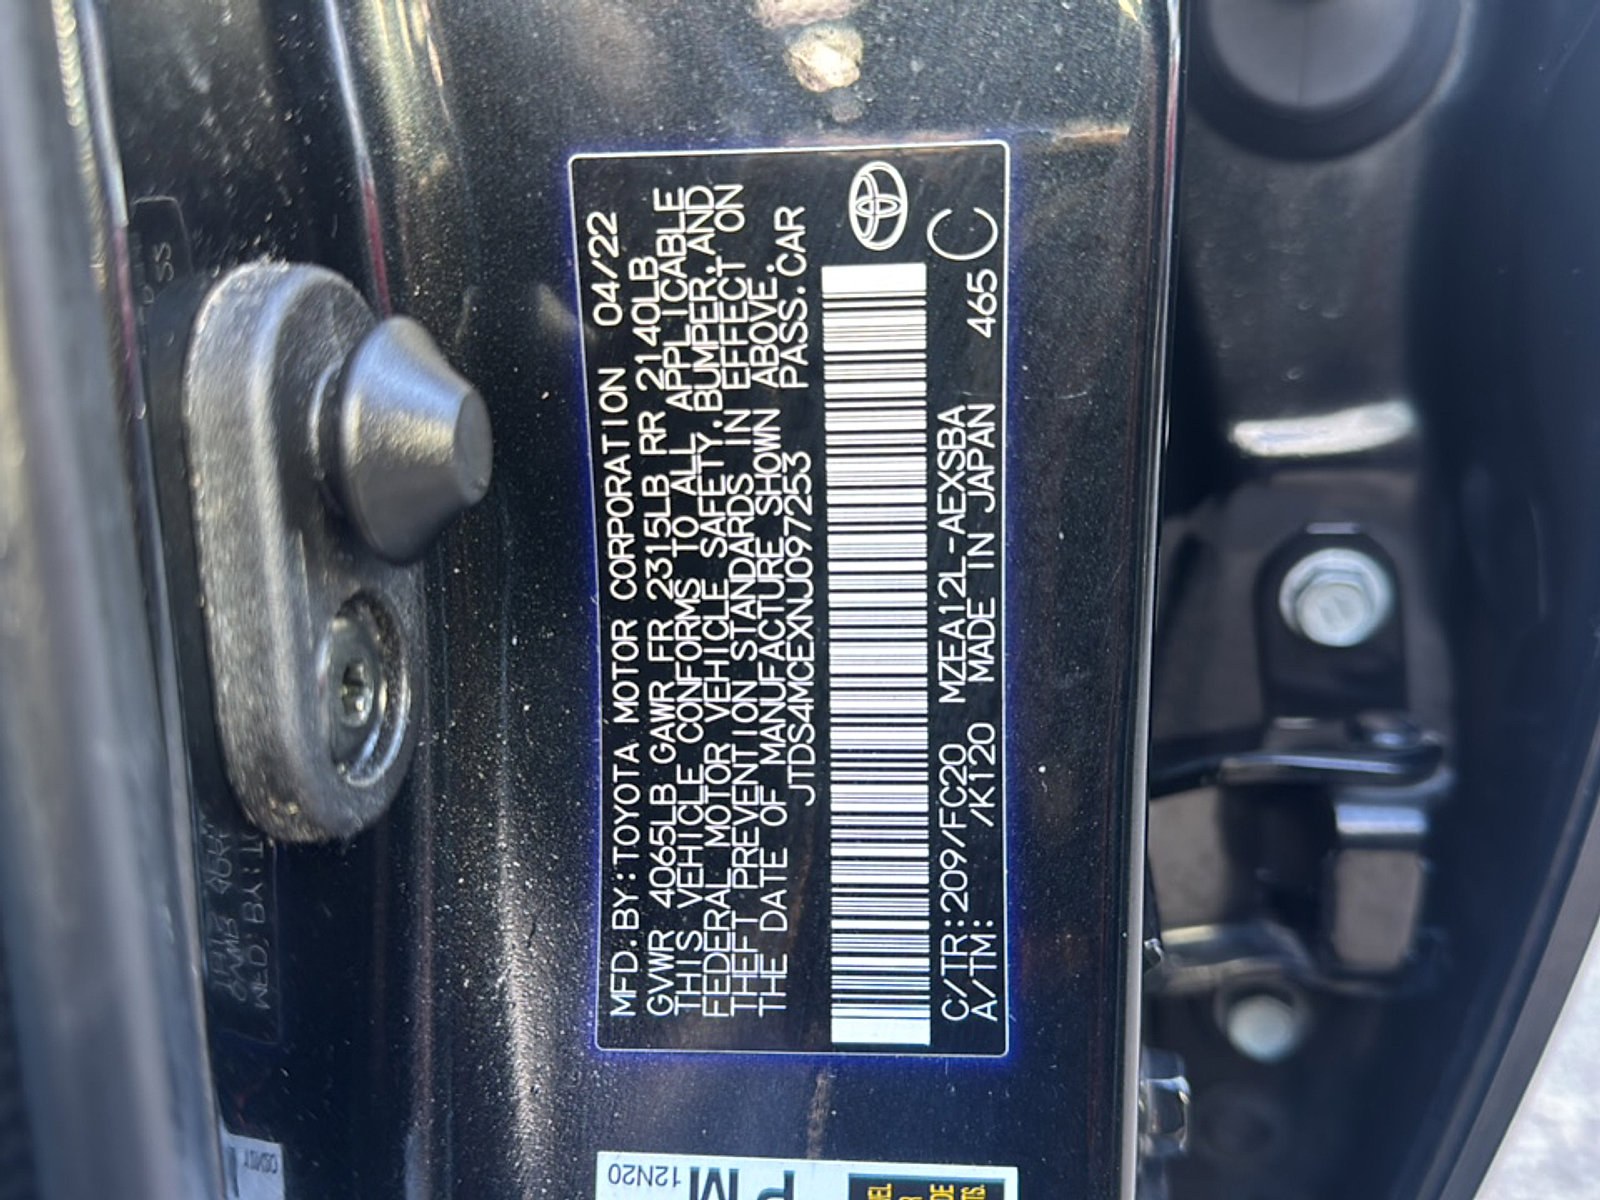 MFD.BY:TOYOTA MOTOR CORPORATION 04/22
GVWR 4065LB GAWR FR 2315LB RR 2140LB
THIS VEHICLE CONFORMS TO ALL APPLICABLE
FEDERAL MOTOR VEHICLE SAFETY.BUMPER.AND
THEFT PREVENTION STANDARDS IN EFFECT ON
THE DATE OF MANUFACTURE SHOWN ABOVE.
JTDS4MCEXNJ097253 PASS.CAR
C/TR:209/FC20 MZEA12L-AEXSBA 465 C
A/TM: /K120 MADE IN JAPAN
12N20
PM